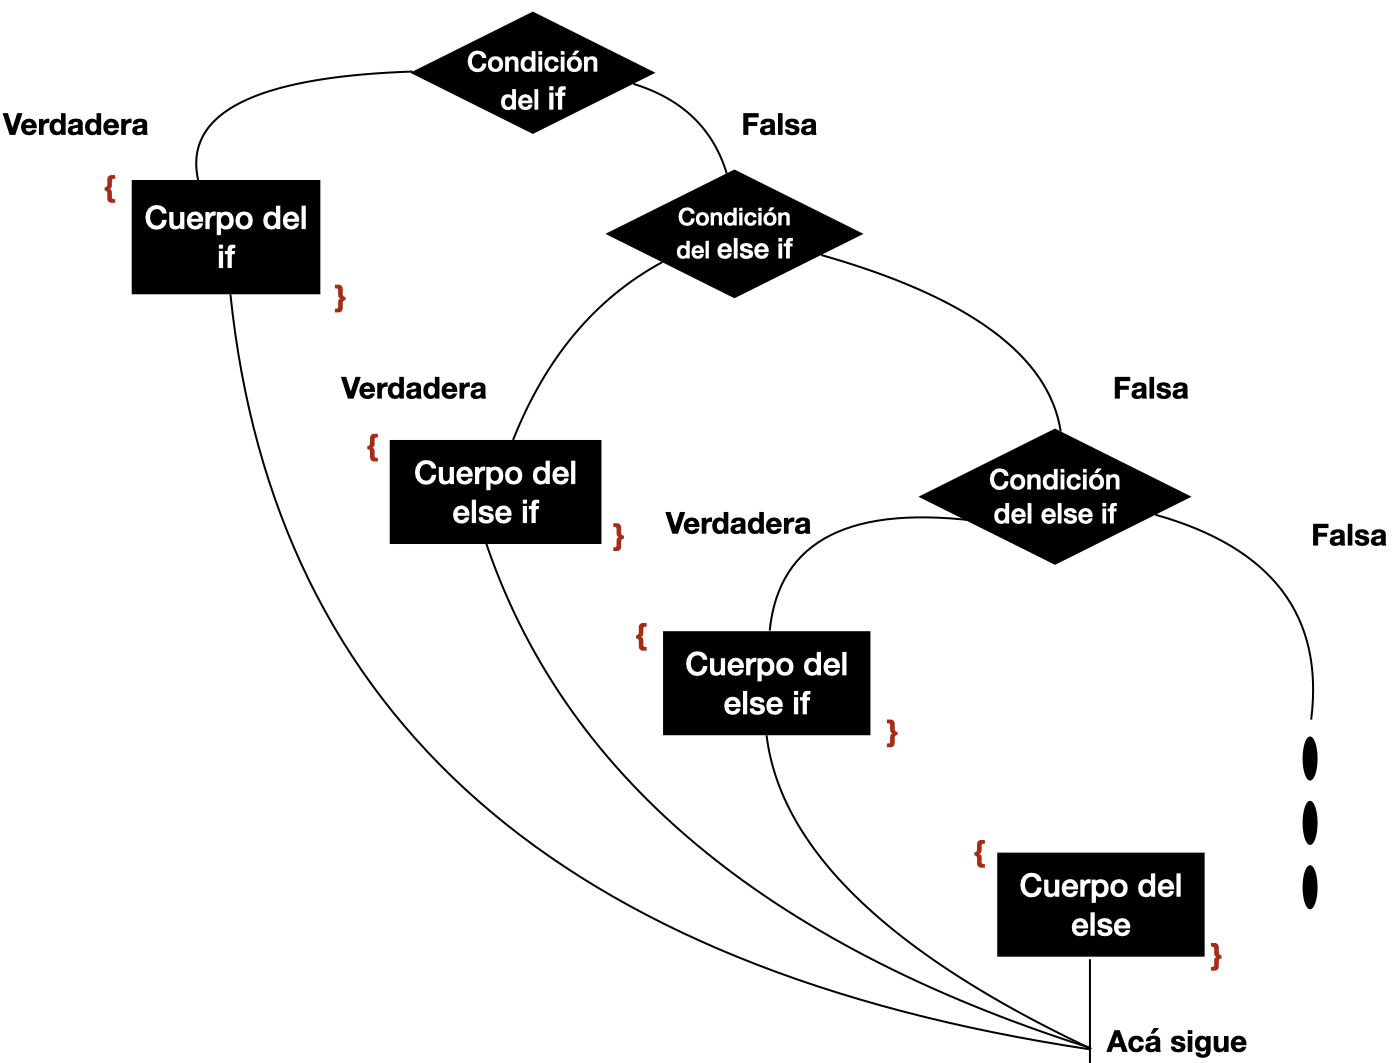 Condición
del if
Verdadera
Falsa
{
Cuerpo del
if
}
Condición
del else if
Verdadera
Falsa
{
Cuerpo del
else if
}
Condición
del else if
Verdadera
Falsa
{
Cuerpo del
else if
}
{
Cuerpo del
else
}
Acá sigue